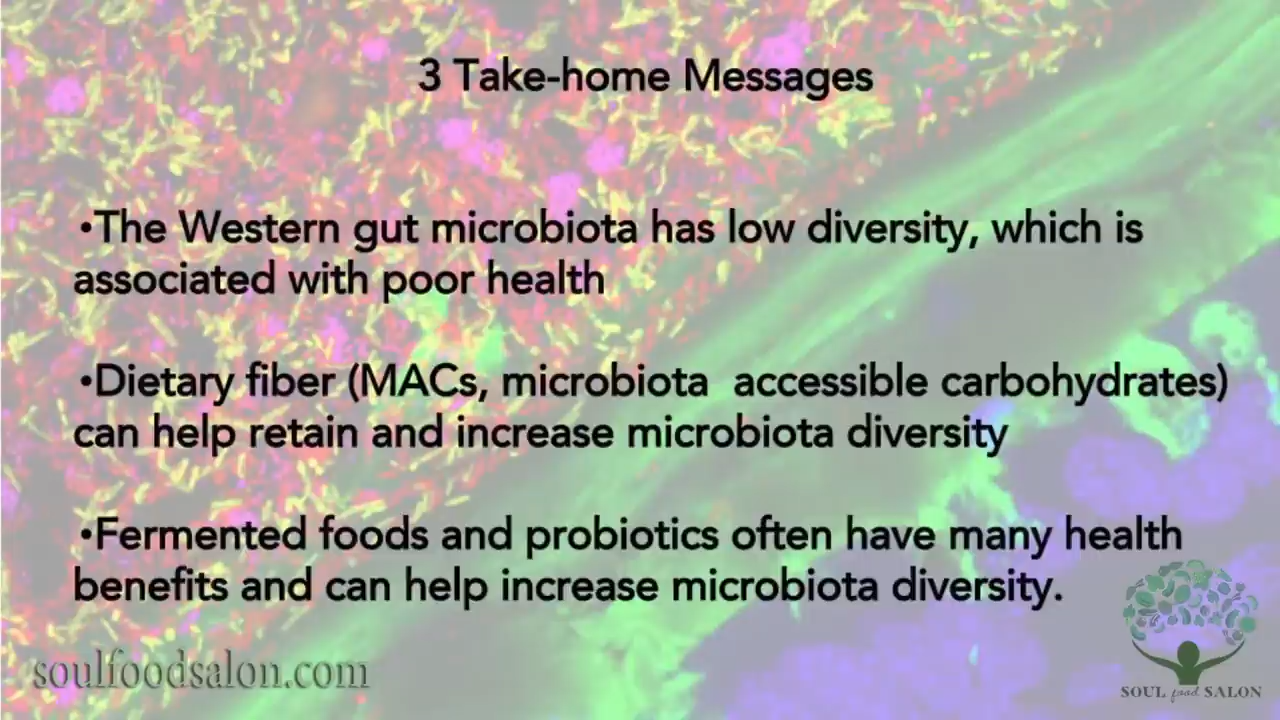 3 Take-home Messages
•The Western gut microbiota has low diversity, which is
associated with poor health
•Dietary fiber (MACs, microbiota  accessible carbohydrates)
can help retain and increase microbiota diversity
•Fermented foods and probiotics often have many health
benefits and can help increase microbiota diversity.
soulfoodsalon.com
SOUL food SALON